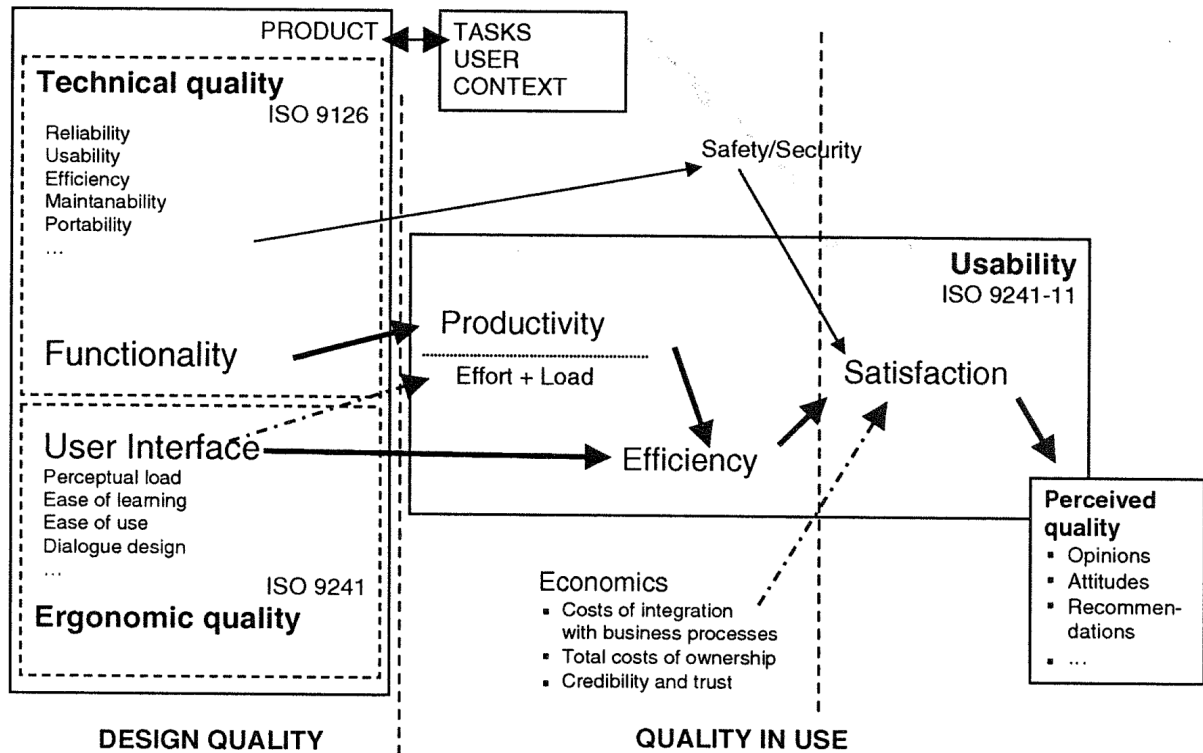 PRODUCT
Technical quality
ISO 9126
Reliability
Usability
Efficiency
Maintanability
Portability
...
Functionality
User Interface
Perceptual load
Ease of learning
Ease of use
Dialogue design
...
ISO 9241
Ergonomic quality
TASKS
USER
CONTEXT
Safety/Security
Usability
ISO 9241-11
Productivity
Effort + Load
Efficiency
Satisfaction
Economics
▪ Costs of integration
with business processes
▪ Total costs of ownership
▪ Credibility and trust
Perceived
quality
▪ Opinions
▪ Attitudes
▪ Recommen-
dations
▪ ...
DESIGN QUALITY
QUALITY IN USE